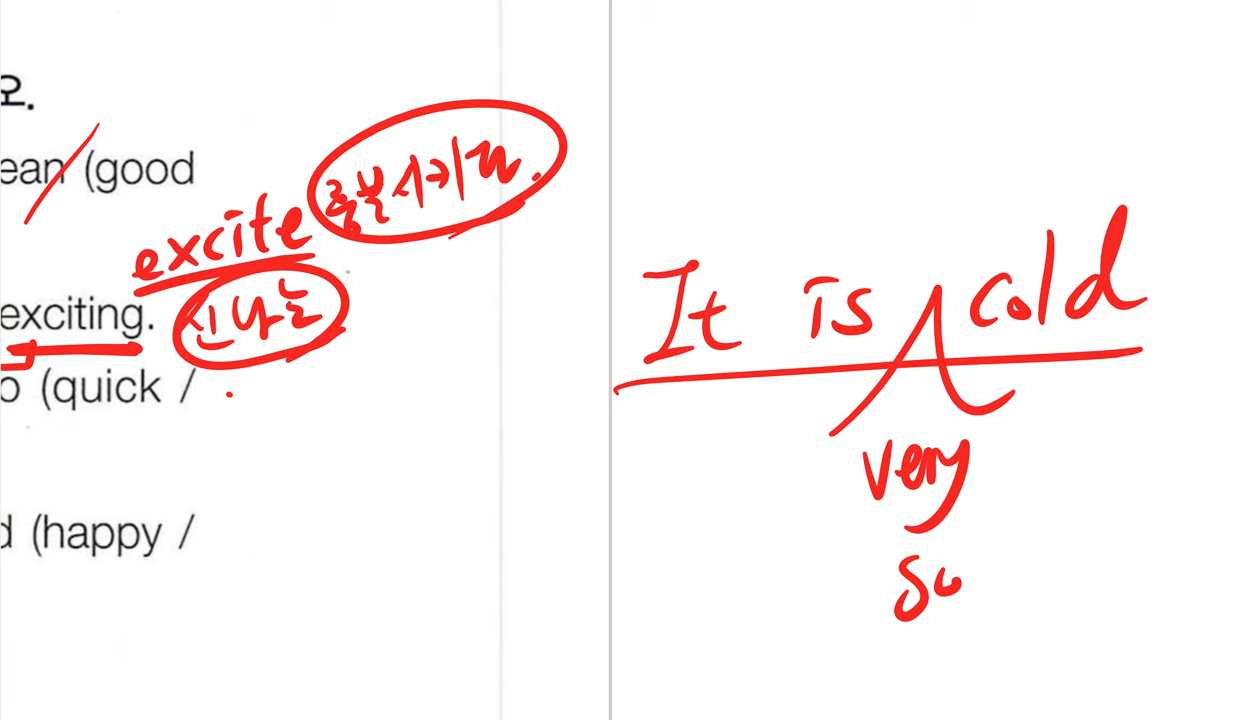 오.
ean (good
excite 흥분시키다.
exciting. 신나는
o (quick /
d (happy /
It is cold
very
so